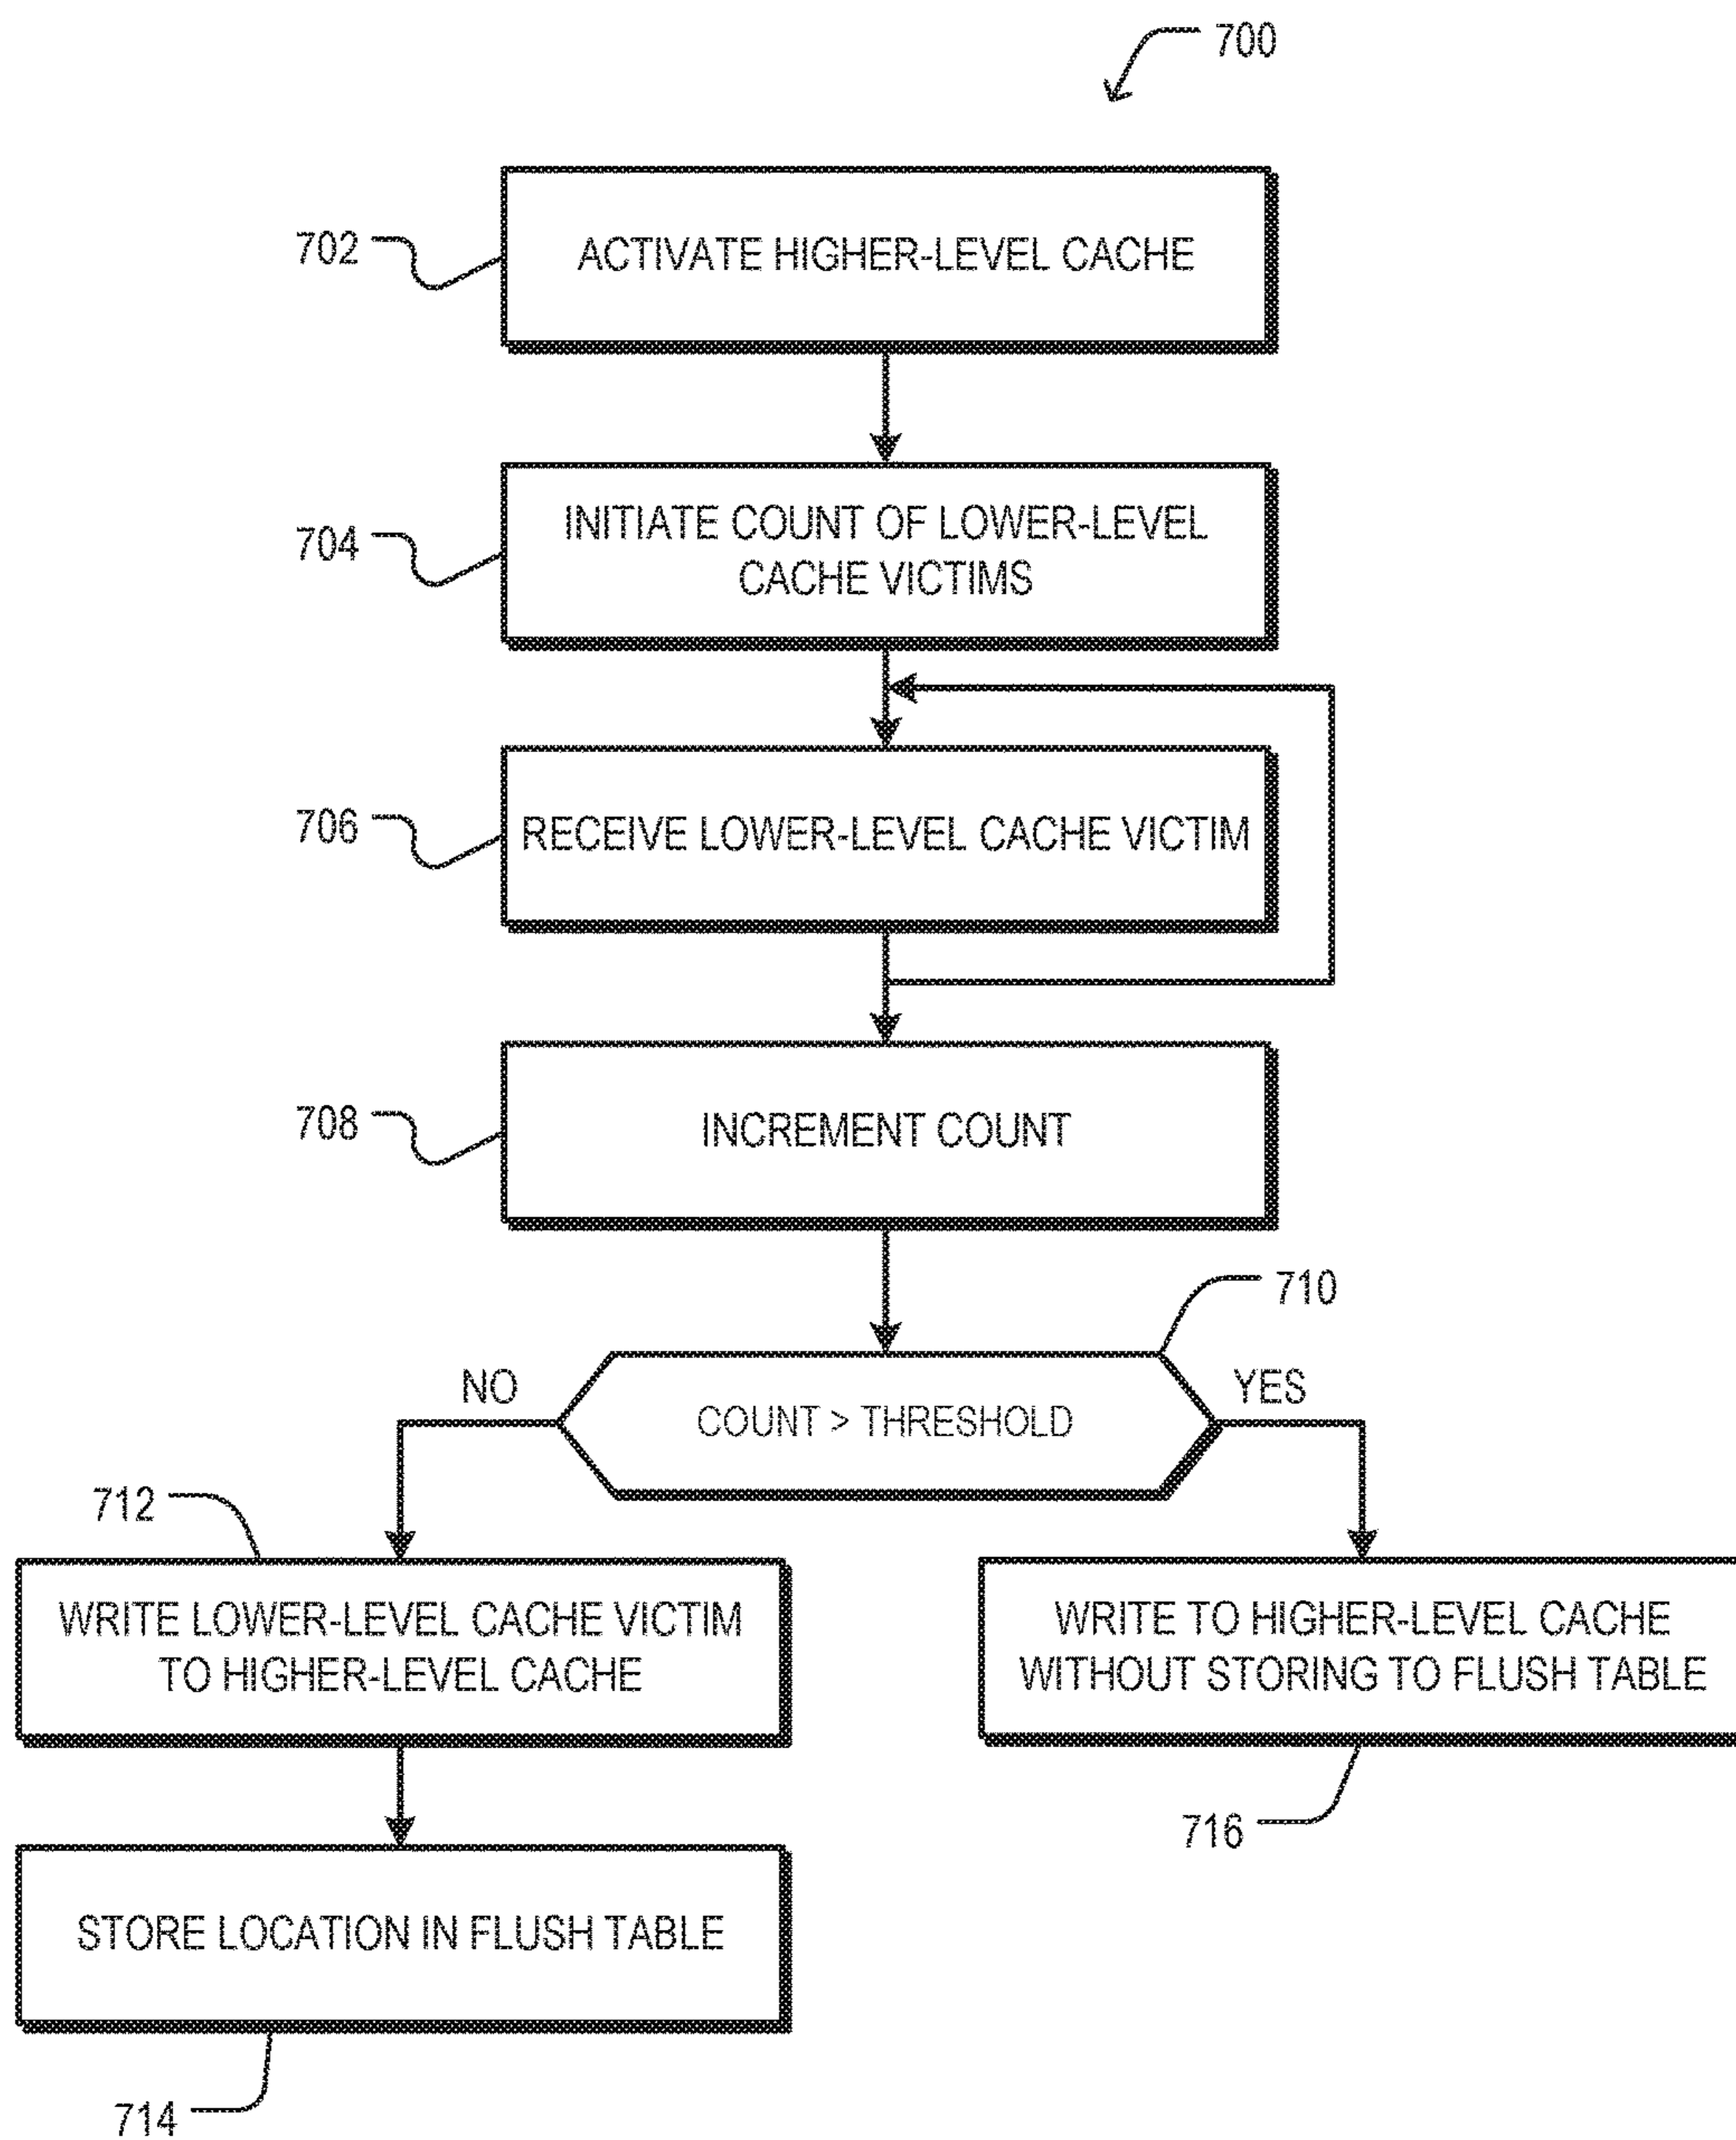 700
702
ACTIVATE HIGHER-LEVEL CACHE
704
INITIATE COUNT OF LOWER-LEVEL
CACHE VICTIMS
706
RECEIVE LOWER-LEVEL CACHE VICTIM
708
INCREMENT COUNT
710
NO
COUNT > THRESHOLD
YES
712
WRITE LOWER-LEVEL CACHE VICTIM
TO HIGHER-LEVEL CACHE
WRITE TO HIGHER-LEVEL CACHE
WITHOUT STORING TO FLUSH TABLE
716
STORE LOCATION IN FLUSH TABLE
714